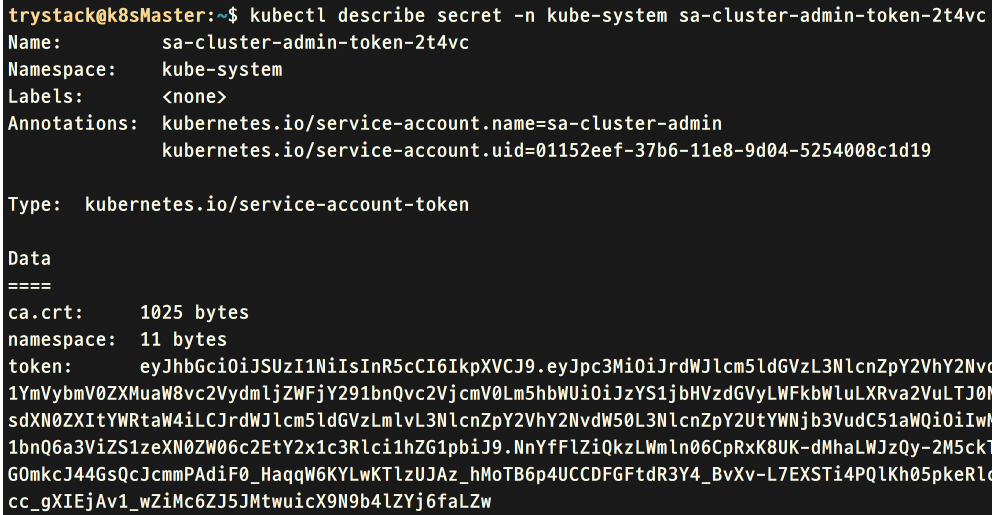 trystack@k8sMaster:~$ kubectl describe secret -n kube-system sa-cluster-admin-token-2t4vc
Name:         sa-cluster-admin-token-2t4vc
Namespace:    kube-system
Labels:       <none>
Annotations:  kubernetes.io/service-account.name=sa-cluster-admin
              kubernetes.io/service-account.uid=01152eef-37b6-11e8-9d04-5254008c1d19
Type:  kubernetes.io/service-account-token
Data
====
ca.crt:     1025 bytes
namespace:  11 bytes
token:      eyJhbGciOiJSUzI1NiIsInR5cCI6IkpXVCJ9.eyJpc3MiOiJrdWJlcm5ldGVzL3NlcnZpY2VhY2Nvd
1YmVybmV0ZXMuaW8vc2VydmljZWFjY291bnQvc2VjcmV0Lm5hbWUiOiJzYS1jbHVzdGVyLWFkbWluLXRva2VuLTJ0N
sdXN0ZXItYWRtaW4iLCJrdWJlcm5ldGVzLmlvL3NlcnZpY2VhY2NvdW50L3NlcnZpY2UtYWNjb3VudC51aWQiOiIwM
1bnQ6a3ViZS1zeXN0ZW06c2EtY2x1c3Rlci1hZG1pbiJ9.NnYfFlZiQkzLWmln06CpRxK8UK-dMhaLWJzQy-2M5ckT
GOmkcJ44GsQcJcmmPAdiF0_HaqqW6KYLwKTlzUJAz_hMoTB6p4UCCDFGFtdR3Y4_BvXv-L7EXSTi4PQlKh05pkeRlc
cc_gXIEjAv1_wZiMc6ZJ5JMtwuicX9N9b4lZYj6faLZw